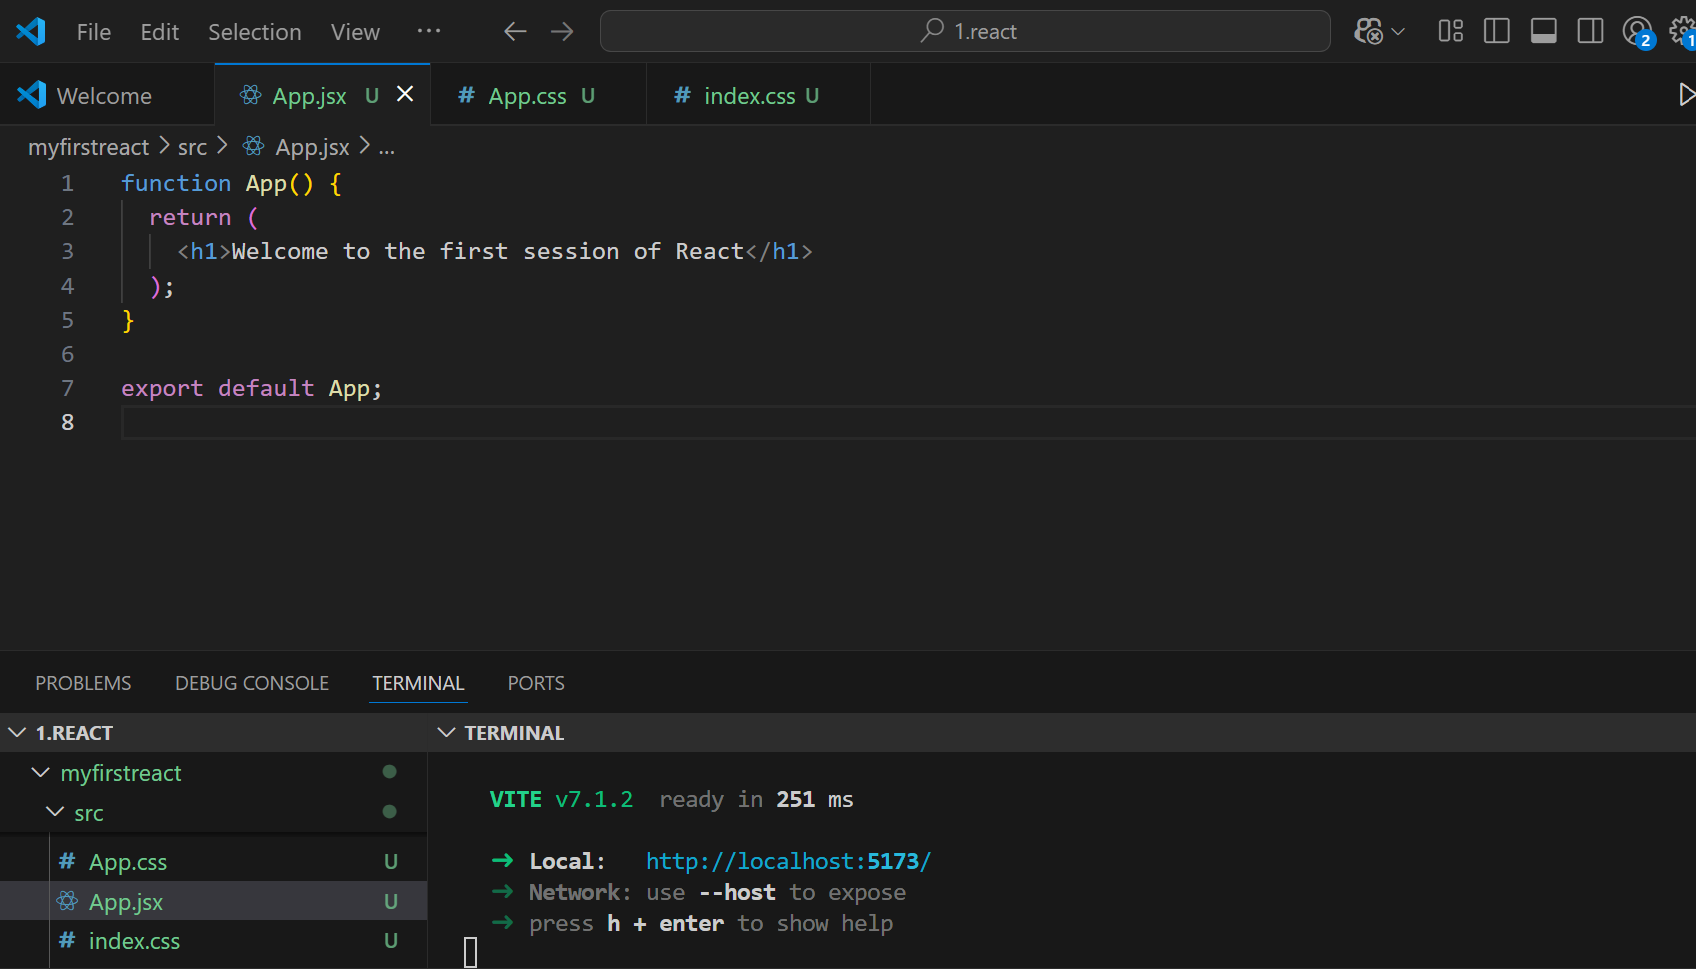 File Edit Selection View ··· 1.react 2 1
Welcome App.jsx U App.css U index.css U
myfirstreact > src > App.jsx > ...
1 function App() {
2 return (
3 <h1>Welcome to the first session of React</h1>
4 );
5 }
6
7 export default App;
8
PROBLEMS DEBUG CONSOLE TERMINAL PORTS
1.REACT
myfirstreact
src
App.css U
App.jsx U
index.css U
TERMINAL
VITE v7.1.2 ready in 251 ms
➜ Local: http://localhost:5173/
➜ Network: use --host to expose
➜ press h + enter to show help